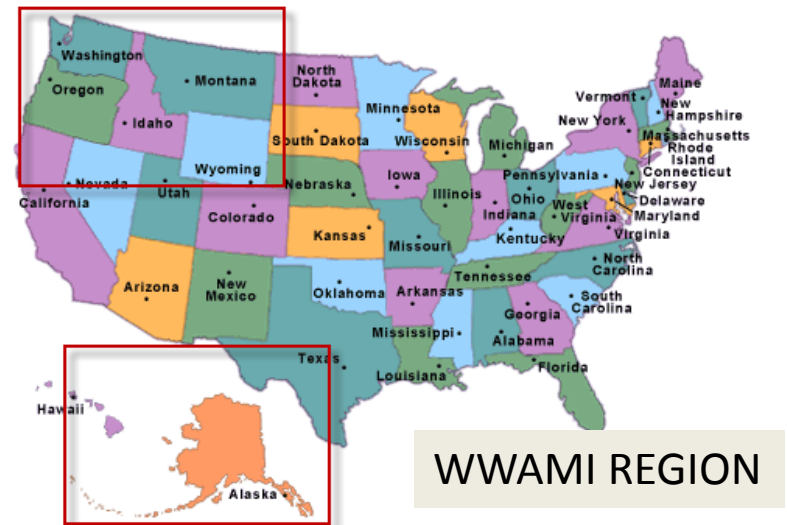 Washington
Montana
North
Dakota
Minnesota
Maine
Vermont
New
Hampshire
Oregon
Idaho
South Dakota
Wisconsin
Michigan
New York
Massachusetts
Rhode
Island
Connecticut
Wyoming
Nebraska
Iowa
Pennsylvania
New Jersey
Nevada
Utah
Illinois
Indiana
Ohio
West
Virginia
Delaware
Maryland
California
Colorado
Kansas
Missouri
Kentucky
Virginia
North
Carolina
Arizona
New
Mexico
Oklahoma
Arkansas
Tennessee
South
Carolina
Georgia
Mississippi
Alabama
Texas
Louisiana
Florida
Hawaii
Alaska
WWAMI REGION